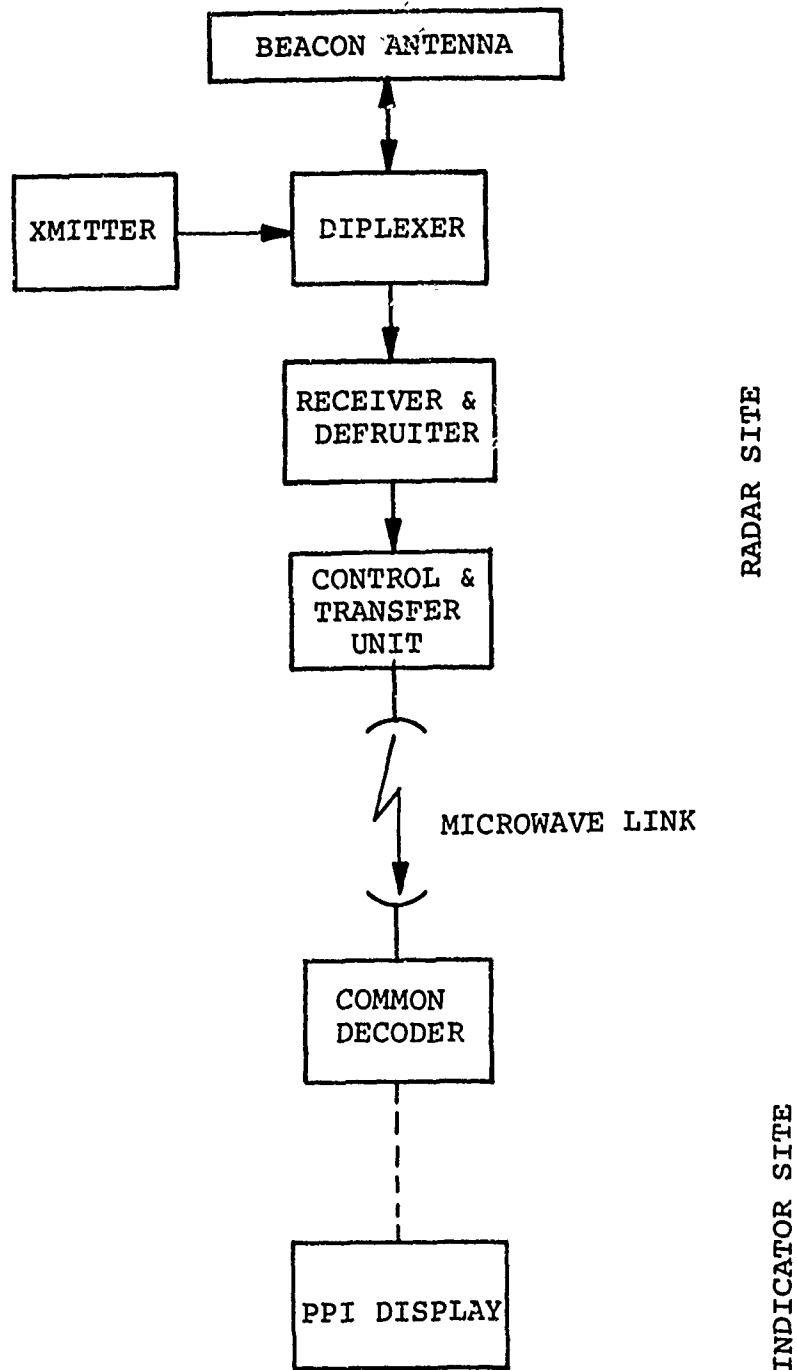 BEACON ANTENNA
XMITTER
DIPLEXER
RECEIVER &
DEFRUITER
RADAR SITE
CONTROL &
TRANSFER
UNIT
MICROWAVE LINK
COMMON
DECODER
INDICATOR SITE
PPI DISPLAY